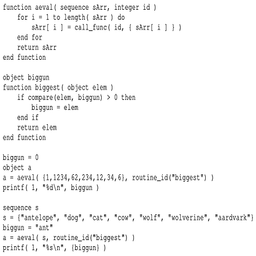 function aeval( sequence sArr, integer id )
for i = 1 to length( sArr ) do
sArr[ i ] = call_func( id, { sArr[ i ] } )
end for
return sArr
end function
object biggun
function biggest( object elem )
if compare(elem, biggun) > 0 then
biggun = elem
end if
return elem
end function
biggun = 0
object a
a = aeval( {1,1234,62,234,12,34,6}, routine_id("biggest") )
printf( 1, "%d\n", biggun )
sequence s
s = {"antelope", "dog", "cat", "cow", "wolf", "wolverine", "aardvark"}
biggun = "ant"
a = aeval( s, routine_id("biggest") )
printf( 1, "%s\n", {biggun} )